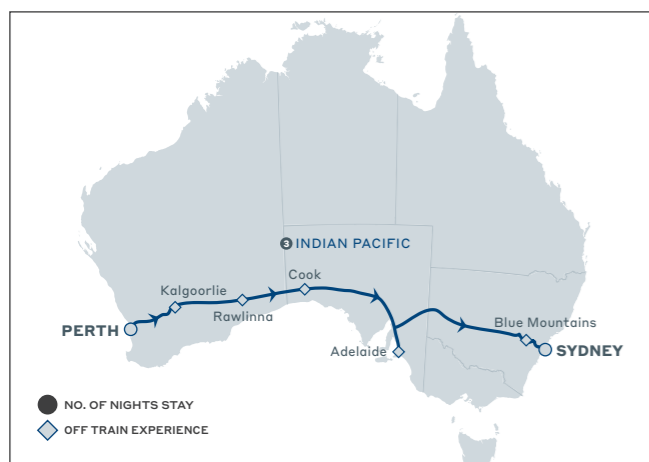 3 INDIAN PACIFIC
Cook
Kalgoorlie
Rawlinna
PERTH
Blue Mountains
Adelaide
SYDNEY
NO. OF NIGHTS STAY
OFF TRAIN EXPERIENCE